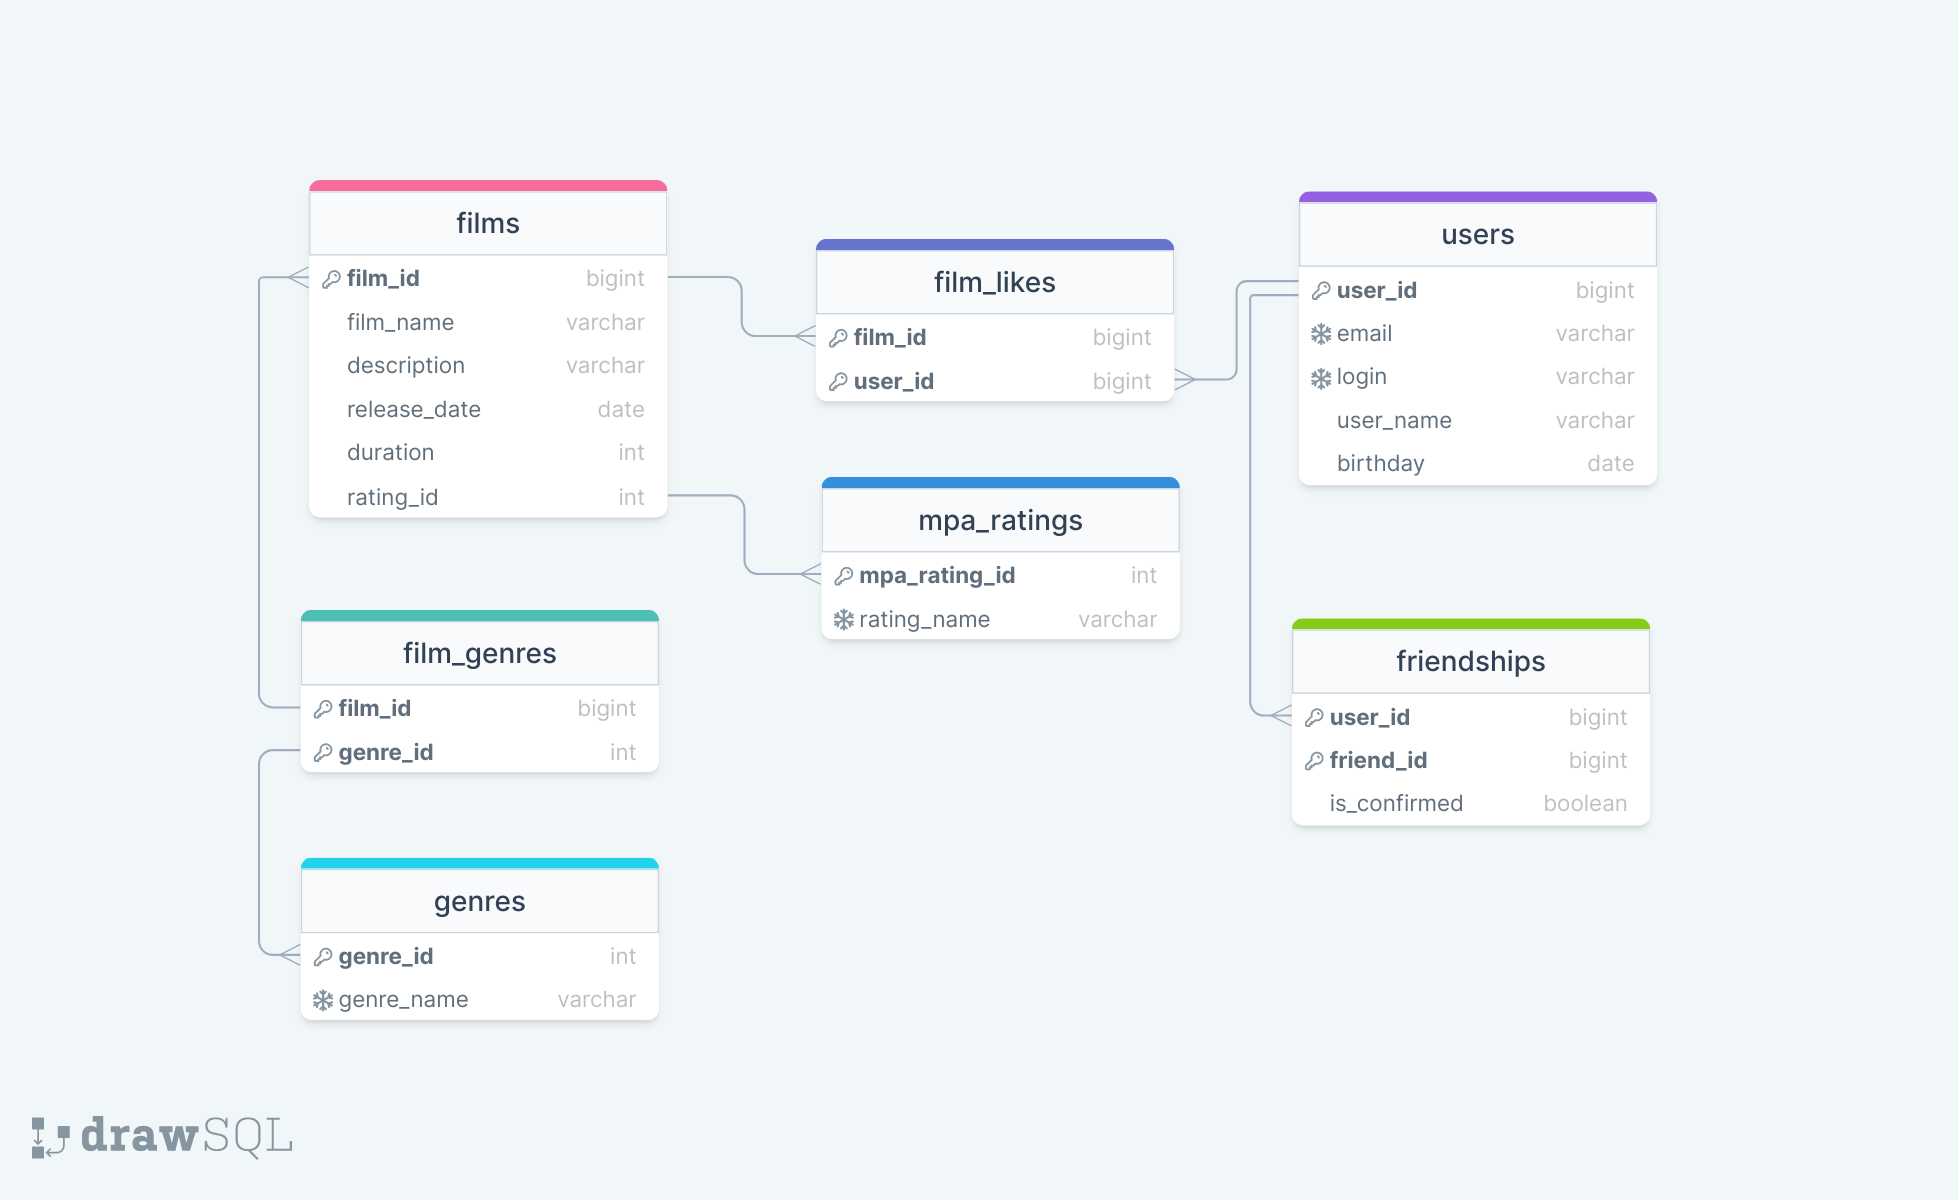 films
film_id bigint
film_name varchar
description varchar
release_date date
duration int
rating_id int
film_likes
film_id bigint
user_id bigint
users
user_id bigint
email varchar
login varchar
user_name varchar
birthday date
mpa_ratings
mpa_rating_id int
rating_name varchar
film_genres
film_id bigint
genre_id int
friendships
user_id bigint
friend_id bigint
is_confirmed boolean
genres
genre_id int
genre_name varchar
drawSQL